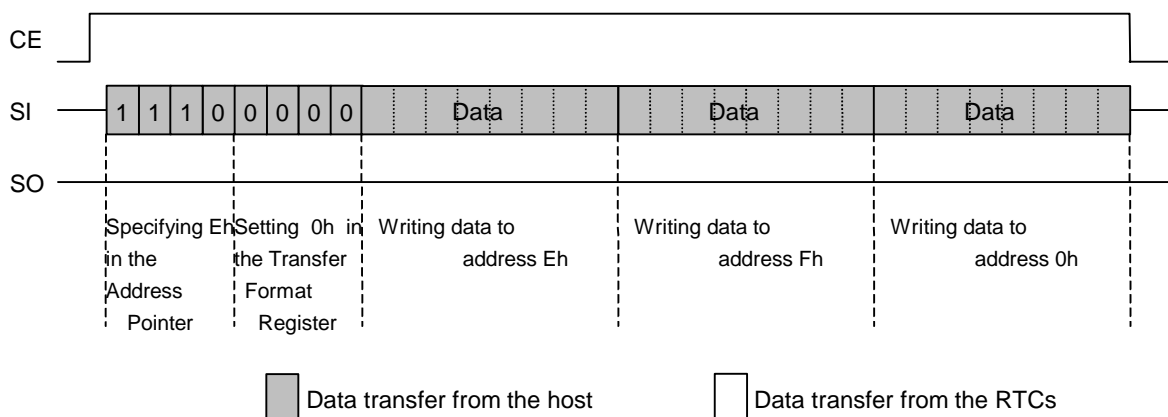 CE
SI 1 1 1 0 0 0 0 0 Data Data Data
SO
Specifying Eh Setting 0h in Writing data to Writing data to Writing data to
in the the Transfer address Eh address Fh address 0h
Address Format
Pointer Register
Data transfer from the host Data transfer from the RTCs